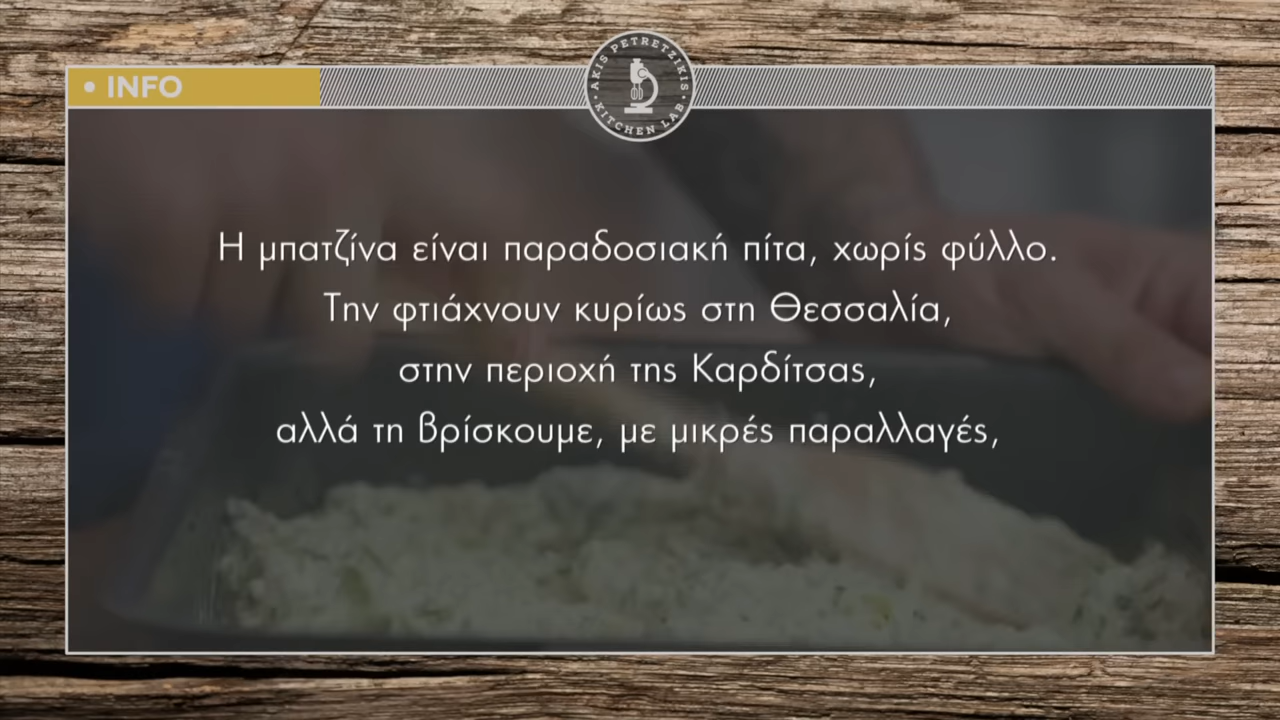 • INFO
AKIS PETRETZIKIS
• KITCHEN LAB •
Η μπατζίνα είναι παραδοσιακή πίτα, χωρίς φύλλο.
Την φτιάχνουν κυρίως στη Θεσσαλία,
στην περιοχή της Καρδίτσας,
αλλά τη βρίσκουμε, με μικρές παραλλαγές,